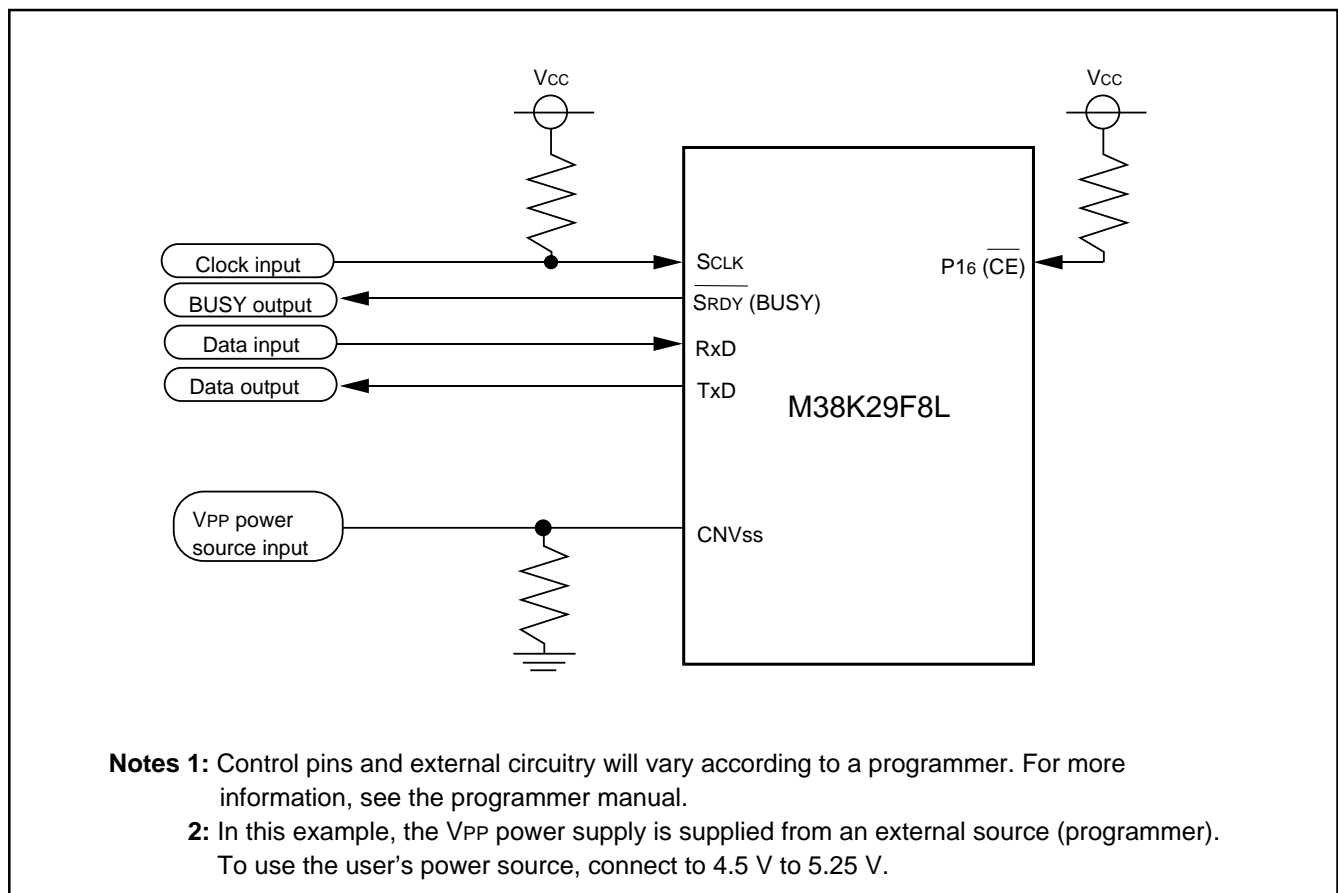 Vcc
Vcc
Clock input
SCLK
P16 (CE)
BUSY output
SRDY (BUSY)
Data input
RxD
Data output
TxD
M38K29F8L
VPP power
source input
CNVss
Notes 1: Control pins and external circuitry will vary according to a programmer. For more
information, see the programmer manual.
2: In this example, the VPP power supply is supplied from an external source (programmer).
To use the user's power source, connect to 4.5 V to 5.25 V.